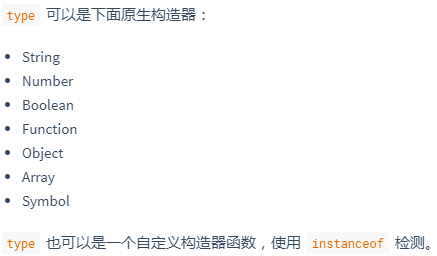 type 可以是下面原生构造器：
String
Number
Boolean
Function
Object
Array
Symbol
type 也可以是一个自定义构造器函数，使用 instanceof 检测。